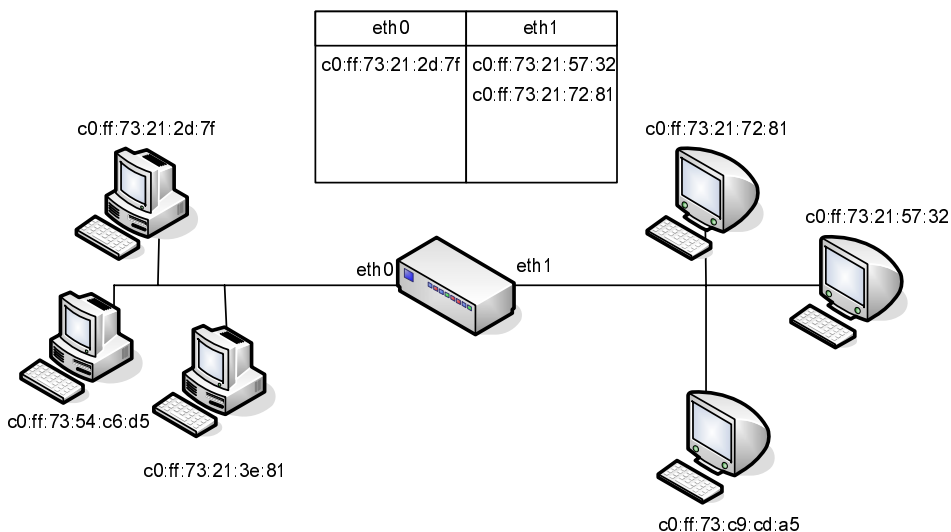 eth0 eth1
c0:ff:73:21:2d:7f c0:ff:73:21:57:32
c0:ff:73:21:72:81
c0:ff:73:21:2d:7f
c0:ff:73:21:72:81
c0:ff:73:21:57:32
eth0
eth1
c0:ff:73:54:c6:d5
c0:ff:73:21:3e:81
c0:ff:73:c9:cd:a5